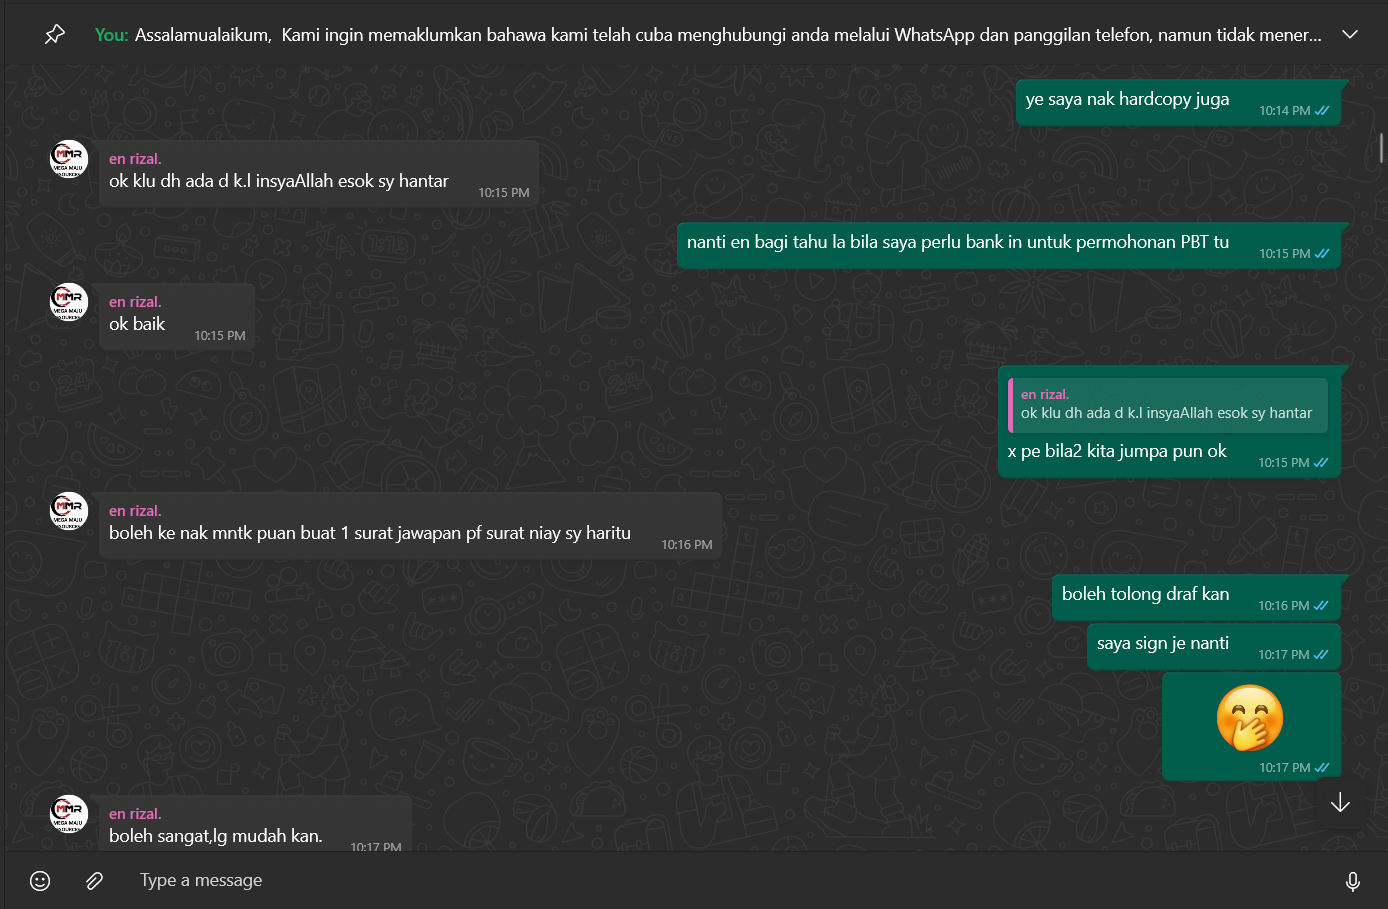 You: Assalamualaikum, Kami ingin memaklumkan bahawa kami telah cuba menghubungi anda melalui WhatsApp dan panggilan telefon, namun tidak mener...
ye saya nak hardcopy juga
10:14 PM
MMR
MEGA MAJU
en rizal.
ok klu dh ada d k.l insyaAllah esok sy hantar
10:15 PM
nanti en bagi tahu la bila saya perlu bank in untuk permohonan PBT tu
10:15 PM
MMR
MEGA MAJU
en rizal.
ok baik
10:15 PM
en rizal.
ok klu dh ada d k.l insyaAllah esok sy hantar
x pe bila2 kita jumpa pun ok
10:15 PM
MMR
MEGA MAJU
en rizal.
boleh ke nak mntk puan buat 1 surat jawapan pf surat niay sy haritu
10:16 PM
boleh tolong draf kan
10:16 PM
saya sign je nanti
10:17 PM
10:17 PM
MMR
MEGA MAJU
en rizal.
boleh sangat,lg mudah kan.
10:17 PM
Type a message